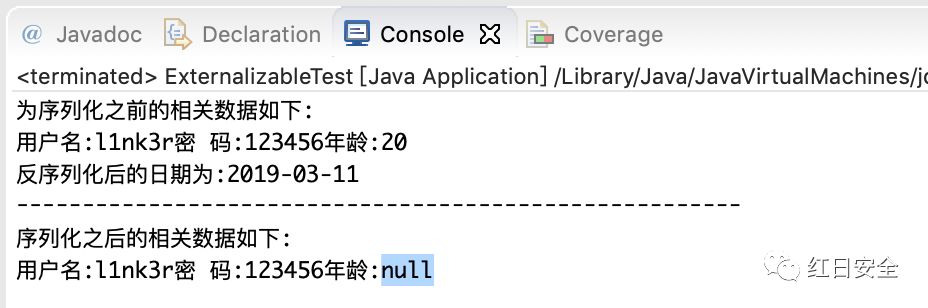 @ Javadoc Declaration Console Coverage
<terminated> ExternalizableTest [Java Application] /Library/Java/JavaVirtualMachines/jd
为序列化之前的相关数据如下:
用户名:l1nk3r密 码:123456年龄:20
反序列化后的日期为:2019-03-11
-------------------------------------------------------
序列化之后的相关数据如下:
用户名:l1nk3r密 码:123456年龄:null
红日安全